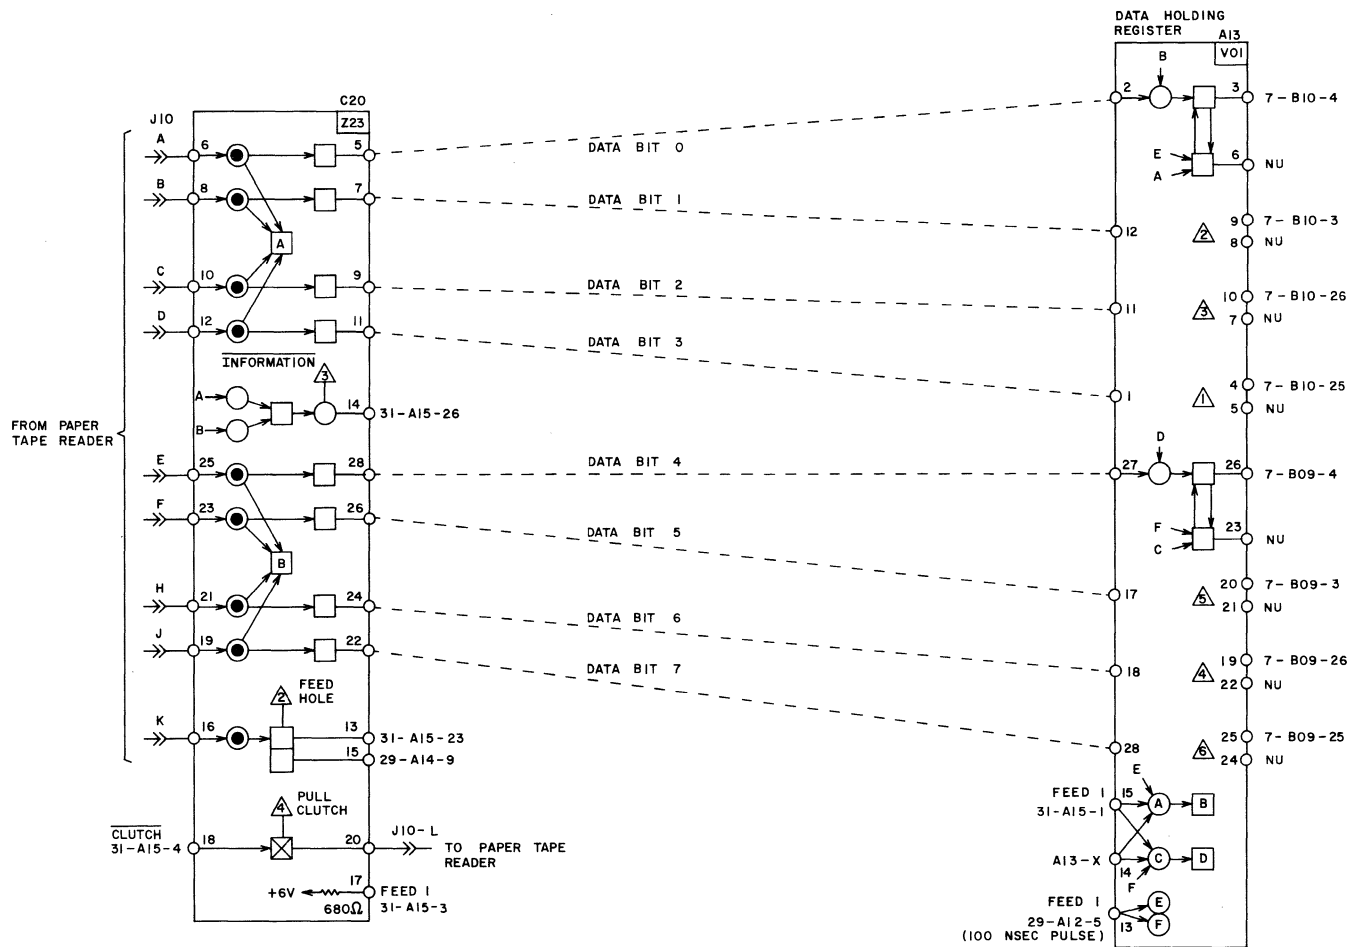 DATA HOLDING
REGISTER
A13
V01
B
2
3
7-B10-4
E
A
6
NU
9
7-B10-3
2
8
NU
12
10
7-B10-26
3
7
NU
11
4
7-B10-25
1
5
NU
1
D
27
26
7-B09-4
F
C
23
NU
20
7-B09-3
5
21
NU
17
19
7-B09-26
4
22
NU
18
25
7-B09-25
6
24
NU
28
E
FEED 1
31-A15-1
15
A
B
A13-X
14
C
D
F
FEED 1
29-A12-5
(100 NSEC PULSE)
13
E
F
C20
Z23
J10
A
6
5
DATA BIT 0
B
8
7
DATA BIT 1
A
C
10
9
DATA BIT 2
D
12
11
DATA BIT 3
INFORMATION
3
A
B
14
31-A15-26
FROM PAPER
TAPE READER
E
25
28
DATA BIT 4
F
23
26
DATA BIT 5
B
H
21
24
DATA BIT 6
J
19
22
DATA BIT 7
2
FEED
HOLE
K
16
13
31-A15-23
15
29-A14-9
4
PULL
CLUTCH
CLUTCH
31-A15-4
18
20
J10-L
TO PAPER TAPE
READER
+6V
680Ω
17
FEED 1
31-A15-3